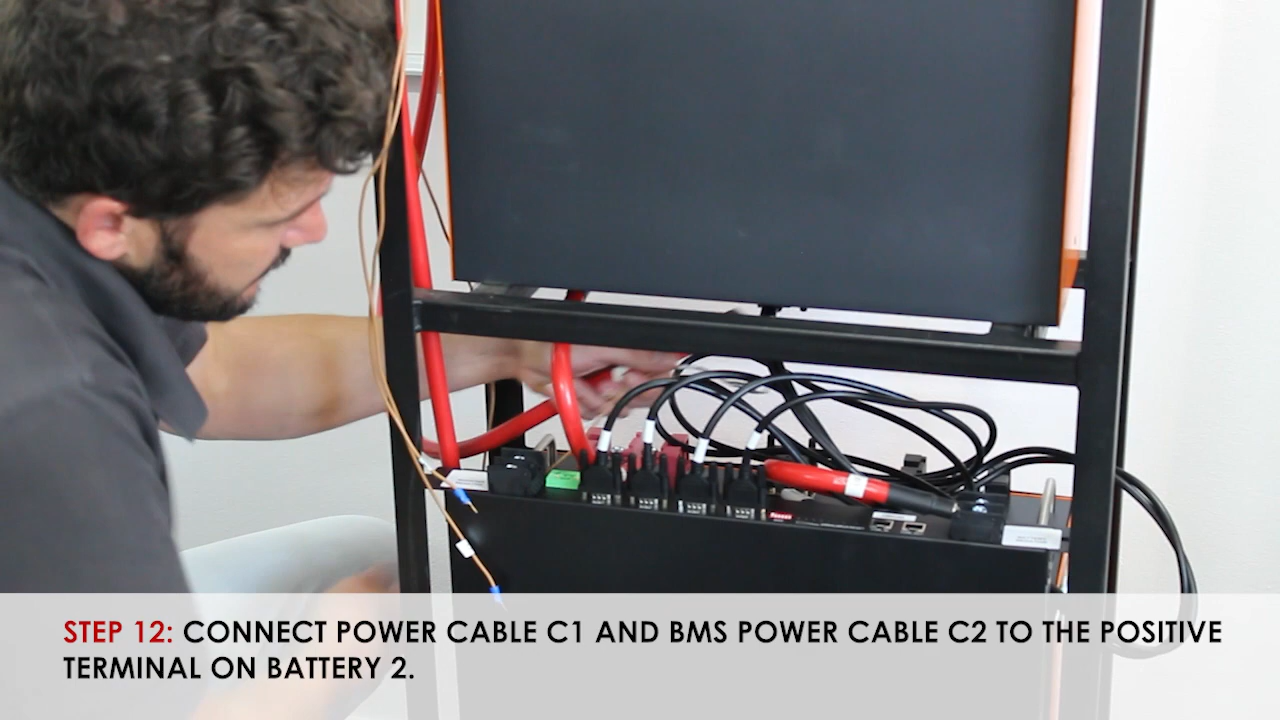 STEP 12: CONNECT POWER CABLE C1 AND BMS POWER CABLE C2 TO THE POSITIVE
TERMINAL ON BATTERY 2.